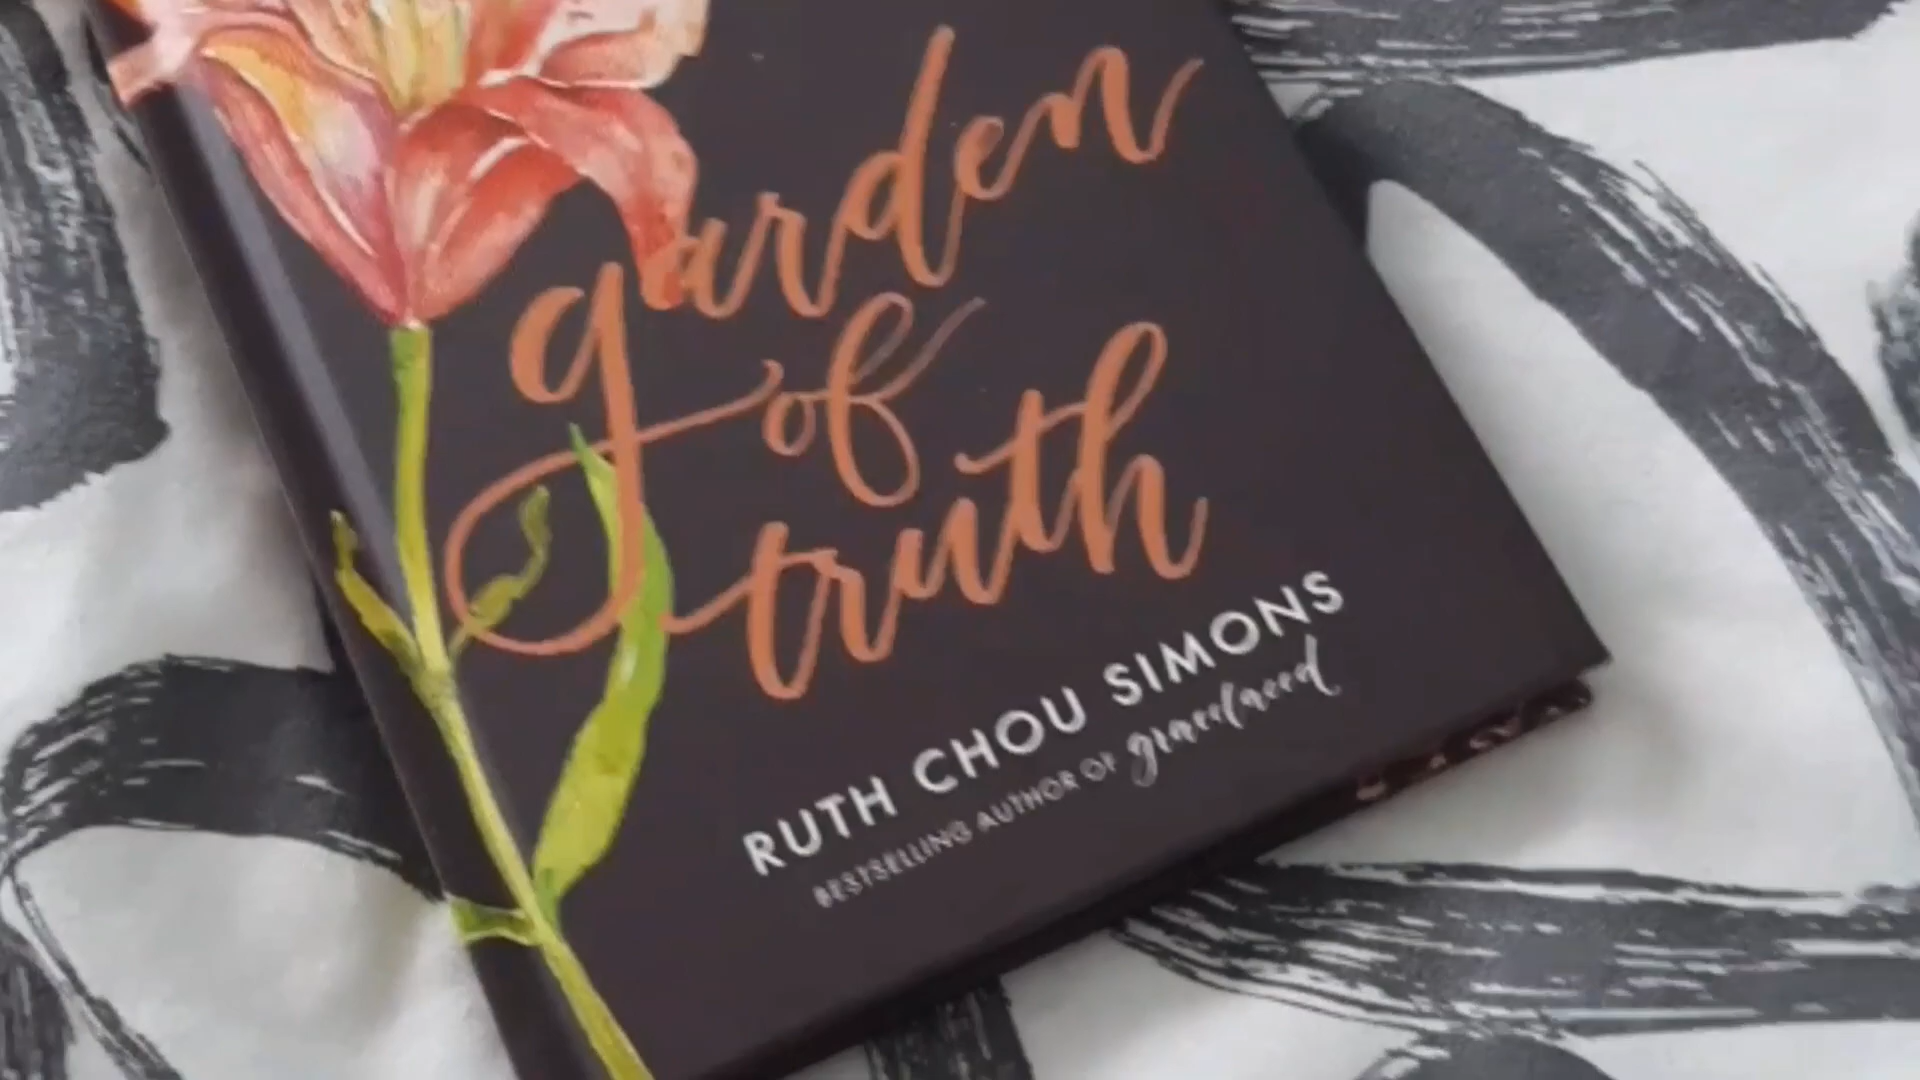 garden
of
truth
RUTH CHOU SIMONS
BESTSELLING AUTHOR OF gracelaced